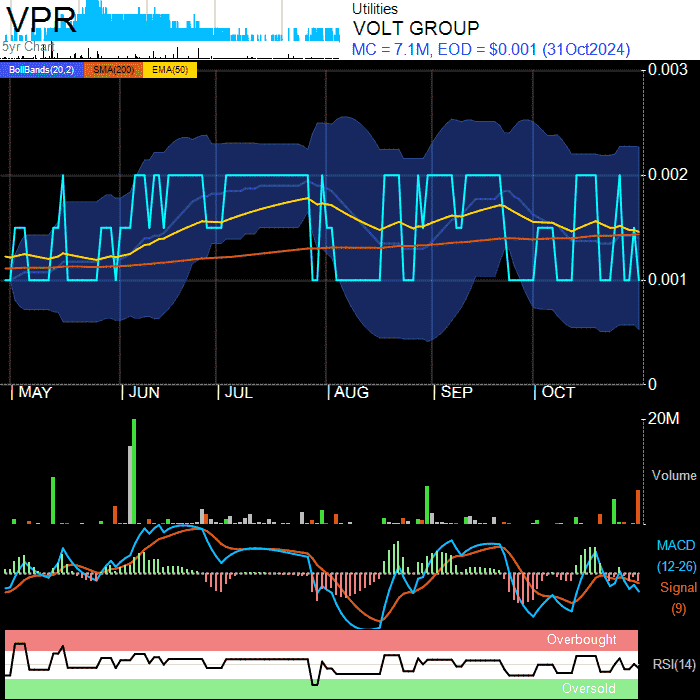 VPR
5yr Chart
Utilities
VOLT GROUP
MC = 7.1M, EOD = $0.001 (31Oct2024)
BollBands(20,2) SMA(200) EMA(50)
0.003
0.002
0.001
0
MAY JUN JUL AUG SEP OCT
20M
Volume
MACD
(12-26)
Signal
(9)
Overbought
RSI(14)
Oversold